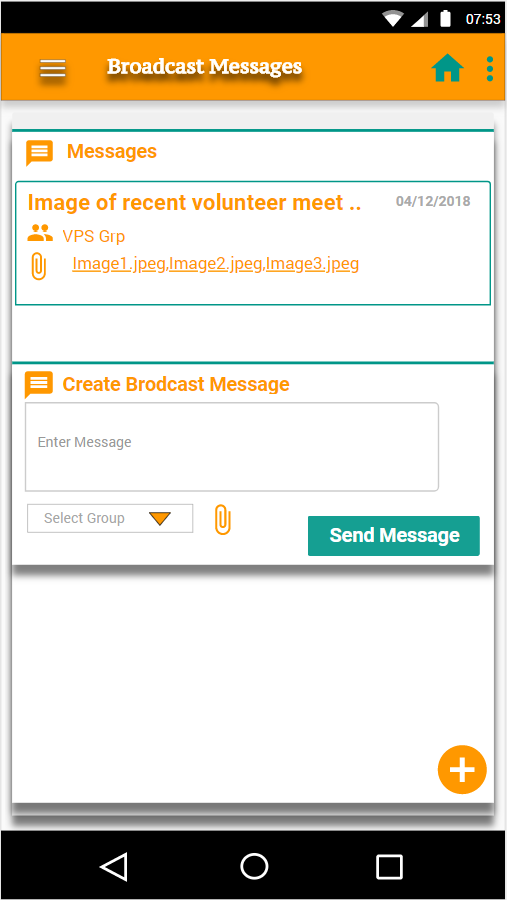 07:53
Broadcast Messages
Messages
Image of recent volunteer meet ..
04/12/2018
VPS Grp
Image1.jpeg,Image2.jpeg,Image3.jpeg
Create Brodcast Message
Enter Message
Select Group
Send Message